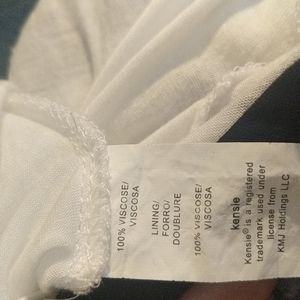 100% VISCOSE/
VISCOSA
LINING/
FORRO/
DOUBLURE
100% VISCOSE/
VISCOSA
kensie
Kensie® is a registered
trademark used under
license from
KMJ Holdings LLC